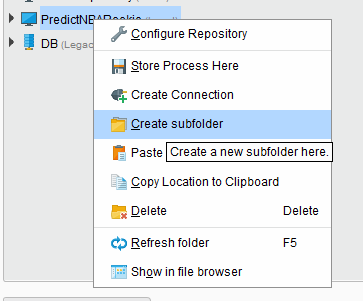 PredictNBARookie
DB (Legac
Configure Repository
Store Process Here
Create Connection
Create subfolder
Paste
Create a new subfolder here.
Copy Location to Clipboard
Delete Delete
Refresh folder F5
Show in file browser